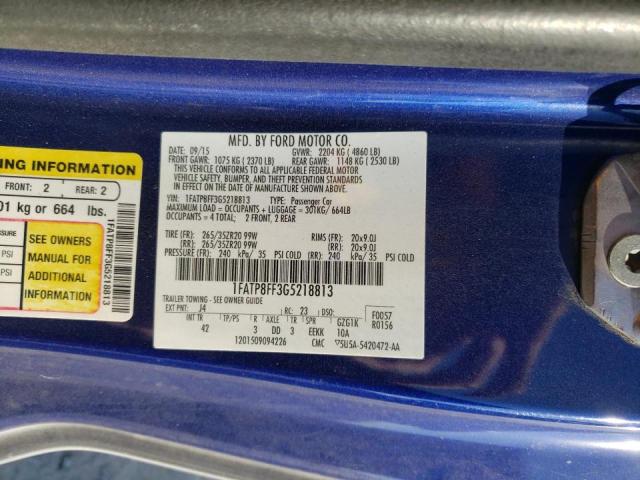 NG INFORMATION
FRONT: 2 REAR: 2
01 kg or 664 lbs.
PSI
PSI
SEE OWNERS
MANUAL FOR
ADDITIONAL
INFORMATION
1FATP8FF3G5218813
MFD. BY FORD MOTOR CO.
DATE: 09/15 GVWR: 2204 KG ( 4860 LB)
FRONT GAWR: 1075 KG ( 2370 LB) REAR GAWR: 1148 KG ( 2530 LB)
THIS VEHICLE CONFORMS TO ALL APPLICABLE FEDERAL MOTOR
VEHICLE SAFETY, BUMPER, AND THEFT PREVENTION STANDARDS
IN EFFECT ON THE DATE OF MANUFACTURE SHOWN ABOVE.
VIN: 1FATP8FF3G5218813 TYPE: Passenger Car
MAXIMUM LOAD = OCCUPANTS + LUGGAGE = 301KG/ 664LB
OCCUPANTS = 4 TOTAL; 2 FRONT, 2 REAR
TIRE (FR): 265/35ZR20 99W RIMS (FR): 20x9.0J
(RR): 265/35ZR20 99W (RR): 20x9.0J
PRESSURE (FR): 240 kPa/ 35 PSI COLD (RR) 240 kPa/ 35 PSI COLD
1FATP8FF3G5218813
TRAILER TOWING - SEE OWNER GUIDE
EXT PNT: J4 RC: 23 DSO: F0057
INT TR TP/PS R AXLE TR SPR GZG1K R0156
42 3 DD 3 EEKK 10A
1201509094226 CMC ▽5U5A-5420472-AA